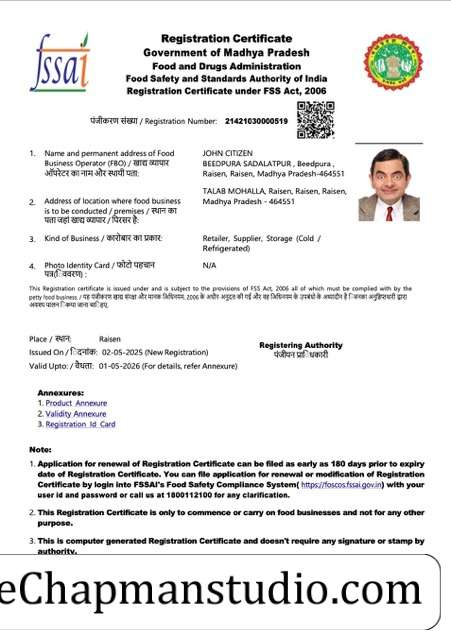 fssai
Registration Certificate
Government of Madhya Pradesh
Food and Drugs Administration
Food Safety and Standards Authority of India
Registration Certificate under FSS Act, 2006
पंजीकरण संख्या / Registration Number: 21421030000519
1. Name and permanent address of Food
Business Operator (FBO) / खाद्य व्यापार
ऑपरेटर का नाम और स्थायी पता:
JOHN CITIZEN
BEEDPURA SADALATPUR , Beedpura ,
Raisen, Raisen, Madhya Pradesh-464551
2. Address of location where food business
is to be conducted / premises / स्थान का
पता जहां खाद्य व्यापार / परिसर है:
TALAB MOHALLA, Raisen, Raisen, Raisen,
Madhya Pradesh - 464551
3. Kind of Business / कारोबार का प्रकार:
Retailer, Supplier, Storage (Cold /
Refrigerated)
4. Photo Identity Card / फोटो पहचान
पत्र(िववरण) :
N/A
This Registration certificate is issued under and is subject to the provisions of FSS Act, 2006 all of which must be complied with by the
petty food business. / यह पंजीकरण खाद्य सुरक्षा और मानक अिधिनयम, 2006 के अधीन अनुदत्त की गई और वह अिधिनयम के उपबंधो के अध्यधीन है िजनका अनुज्ञिप्तधारी द्वारा
अवश्य पालन िकया जाना चािहए.
Place / स्थान: Raisen
Issued On / िदनांक: 02-05-2025 (New Registration)
Valid Upto: / वैधता: 01-05-2026 (For details, refer Annexure)
Registering Authority
पंजीयन प्रािधकारी
Annexures:
1. Product Annexure
2. Validity Annexure
3. Registration Id Card
Note:
1. Application for renewal of Registration Certificate can be filed as early as 180 days prior to expiry
date of Registration Certificate. You can file application for renewal or modification of Registration
Certificate by login into FSSAI's Food Safety Compliance System( https://foscos.fssai.gov.in) with your
user id and password or call us at 1800112100 for any clarification.
2. This Registration Certificate is only to commence or carry on food businesses and not for any other
purpose.
3. This is computer generated Registration Certificate and doesn't require any signature or stamp by
authority.
eChapmanstudio.com